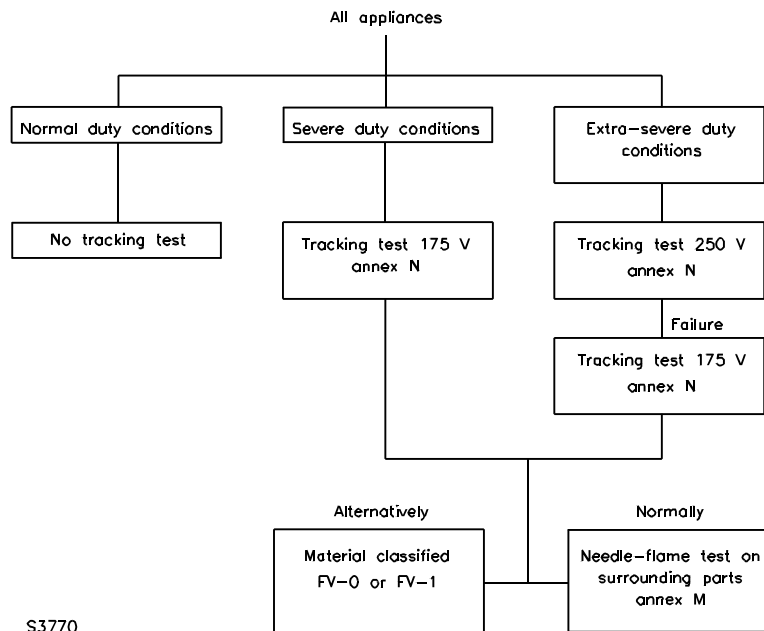 All appliances
Normal duty conditions
Severe duty conditions
Extra-severe duty
conditions
No tracking test
Tracking test 175 V
annex N
Tracking test 250 V
annex N
Failure
Tracking test 175 V
annex N
Alternatively
Normally
Material classified
FV-0 or FV-1
Needle-flame test on
surrounding parts
annex M
S3770